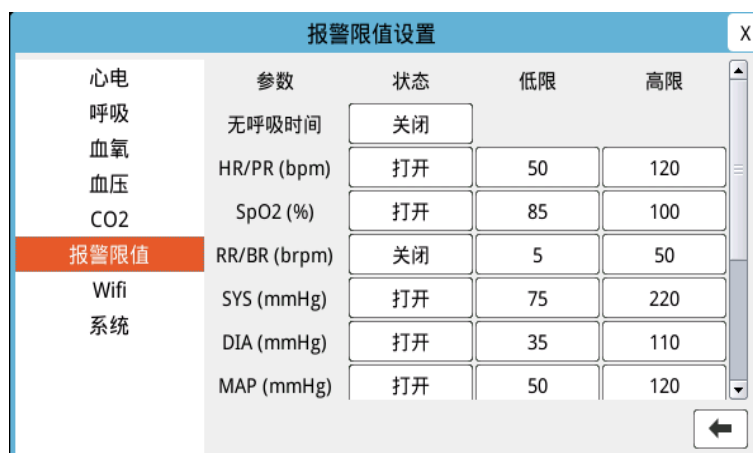 报警限值设置
X
心电
呼吸
血氧
血压
CO2
报警限值
Wifi
系统
参数 状态 低限 高限
无呼吸时间 关闭
HR/PR (bpm) 打开 50 120
SpO2 (%) 打开 85 100
RR/BR (brpm) 关闭 5 50
SYS (mmHg) 打开 75 220
DIA (mmHg) 打开 35 110
MAP (mmHg) 打开 50 120